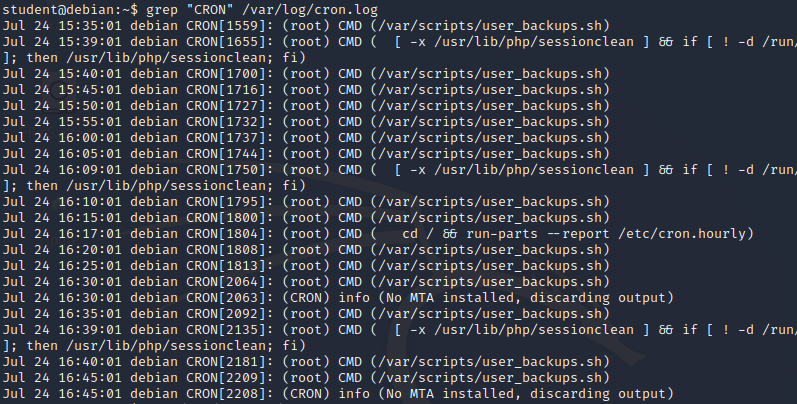 student@debian:~$ grep "CRON" /var/log/cron.log
Jul 24 15:35:01 debian CRON[1559]: (root) CMD (/var/scripts/user_backups.sh)
Jul 24 15:39:01 debian CRON[1655]: (root) CMD (  [ -x /usr/lib/php/sessionclean ] && if [ ! -d /run/
]; then /usr/lib/php/sessionclean; fi)
Jul 24 15:40:01 debian CRON[1700]: (root) CMD (/var/scripts/user_backups.sh)
Jul 24 15:45:01 debian CRON[1716]: (root) CMD (/var/scripts/user_backups.sh)
Jul 24 15:50:01 debian CRON[1727]: (root) CMD (/var/scripts/user_backups.sh)
Jul 24 15:55:01 debian CRON[1732]: (root) CMD (/var/scripts/user_backups.sh)
Jul 24 16:00:01 debian CRON[1737]: (root) CMD (/var/scripts/user_backups.sh)
Jul 24 16:05:01 debian CRON[1744]: (root) CMD (/var/scripts/user_backups.sh)
Jul 24 16:09:01 debian CRON[1750]: (root) CMD (  [ -x /usr/lib/php/sessionclean ] && if [ ! -d /run/
]; then /usr/lib/php/sessionclean; fi)
Jul 24 16:10:01 debian CRON[1795]: (root) CMD (/var/scripts/user_backups.sh)
Jul 24 16:15:01 debian CRON[1800]: (root) CMD (/var/scripts/user_backups.sh)
Jul 24 16:17:01 debian CRON[1804]: (root) CMD (   cd / && run-parts --report /etc/cron.hourly)
Jul 24 16:20:01 debian CRON[1808]: (root) CMD (/var/scripts/user_backups.sh)
Jul 24 16:25:01 debian CRON[1813]: (root) CMD (/var/scripts/user_backups.sh)
Jul 24 16:30:01 debian CRON[2064]: (root) CMD (/var/scripts/user_backups.sh)
Jul 24 16:30:01 debian CRON[2063]: (CRON) info (No MTA installed, discarding output)
Jul 24 16:35:01 debian CRON[2092]: (root) CMD (/var/scripts/user_backups.sh)
Jul 24 16:39:01 debian CRON[2135]: (root) CMD (  [ -x /usr/lib/php/sessionclean ] && if [ ! -d /run/
]; then /usr/lib/php/sessionclean; fi)
Jul 24 16:40:01 debian CRON[2181]: (root) CMD (/var/scripts/user_backups.sh)
Jul 24 16:45:01 debian CRON[2209]: (root) CMD (/var/scripts/user_backups.sh)
Jul 24 16:45:01 debian CRON[2208]: (CRON) info (No MTA installed, discarding output)